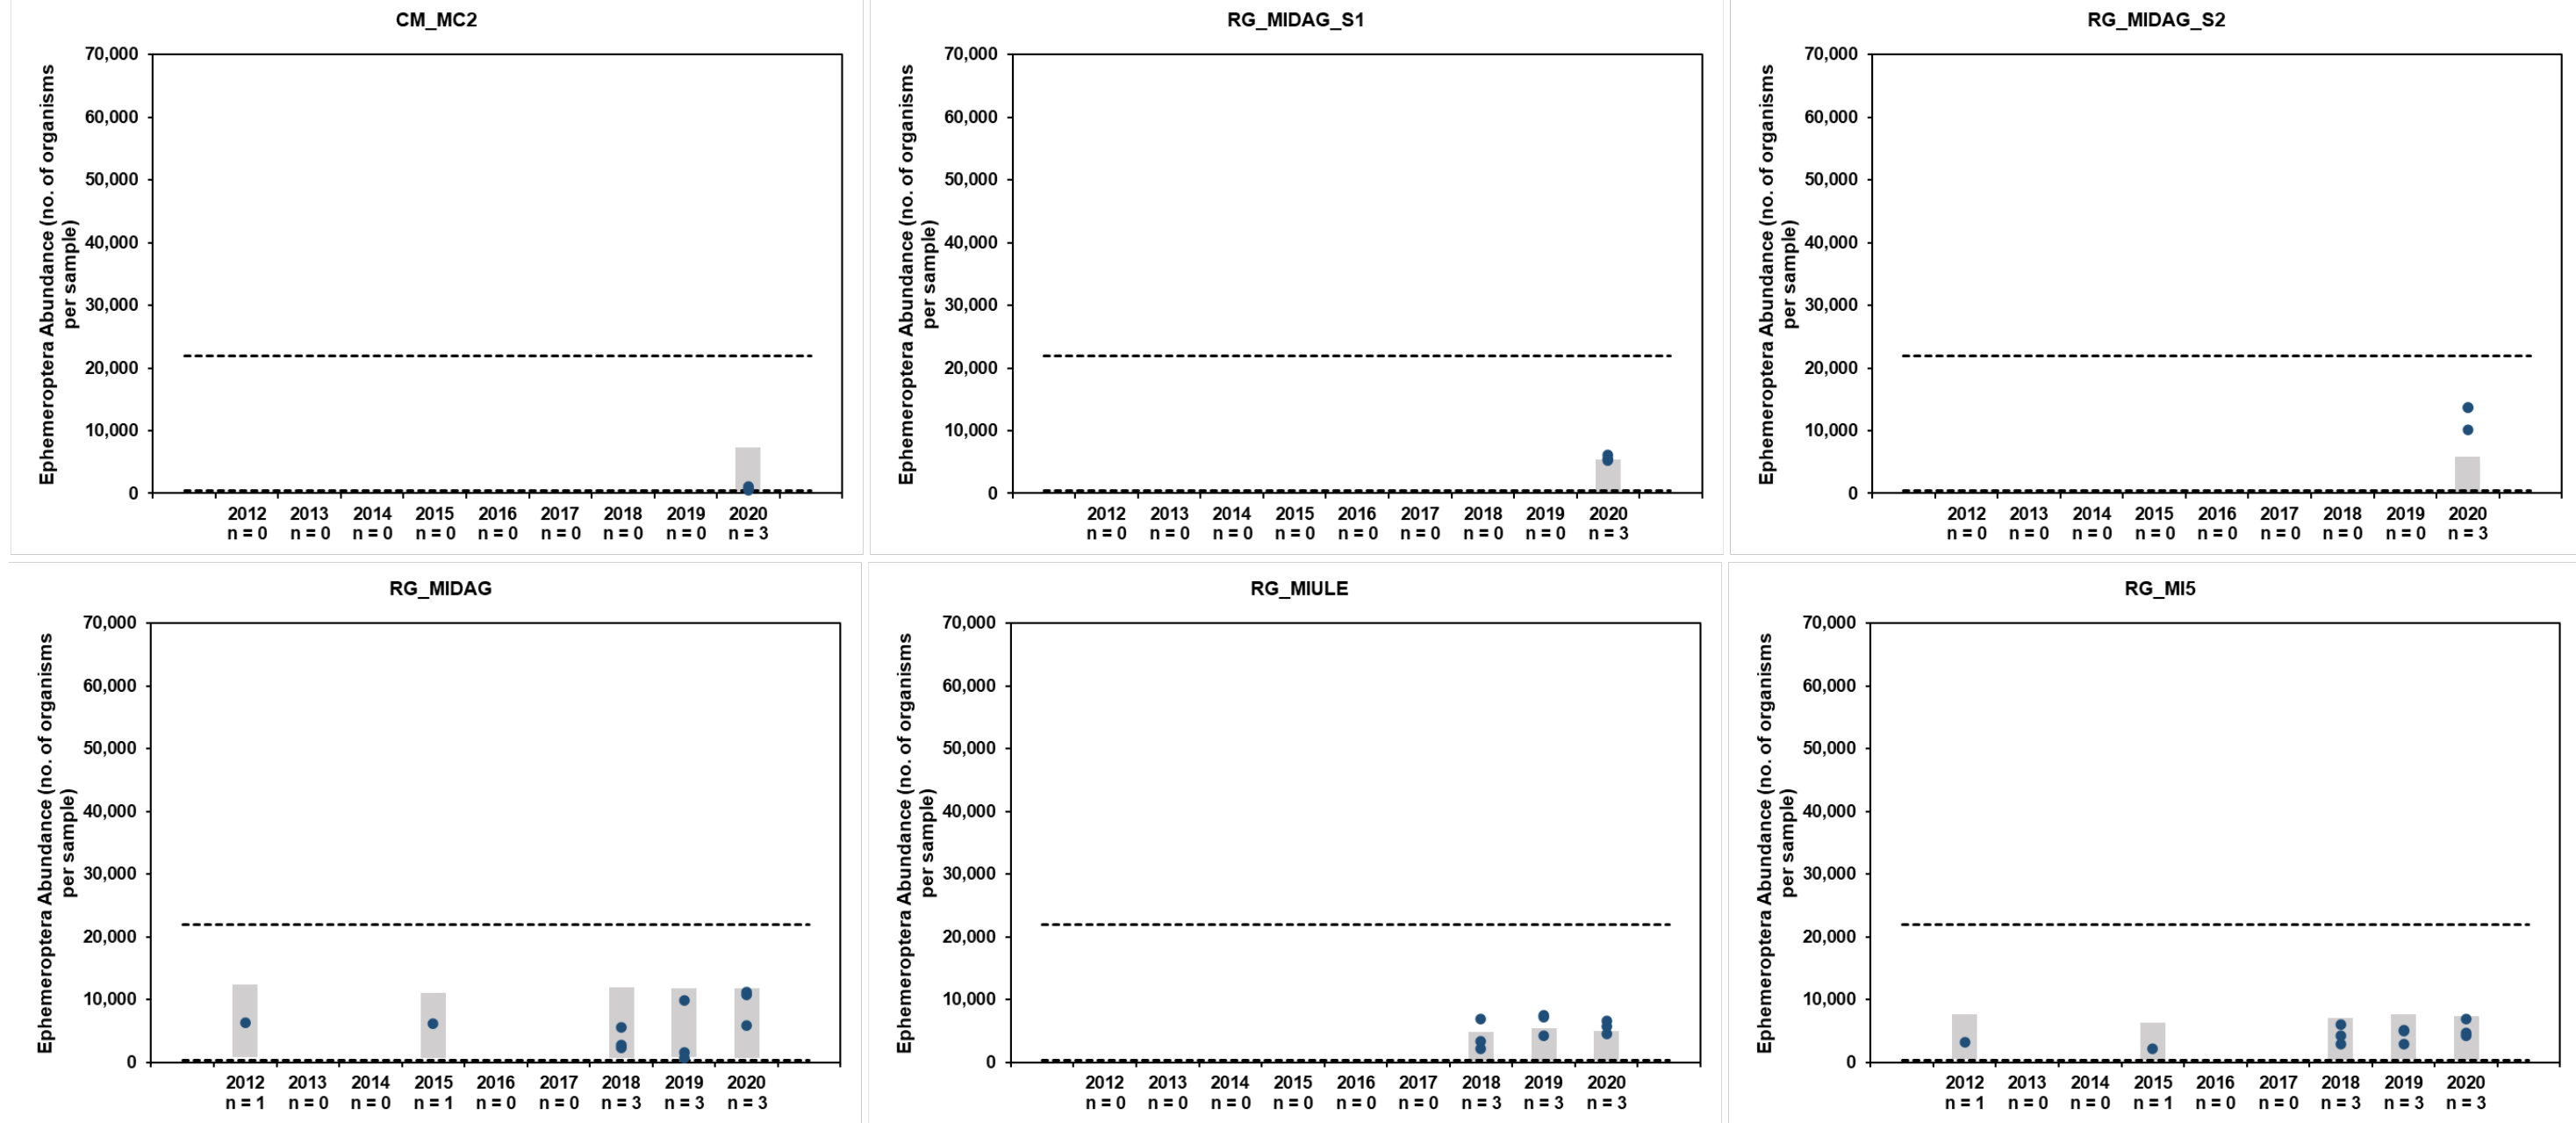 CM_MC2
Ephemeroptera Abundance (no. of organisms
per sample)
70,000
60,000
50,000
40,000
30,000
20,000
10,000
0
2012 2013 2014 2015 2016 2017 2018 2019 2020
n = 0 n = 0 n = 0 n = 0 n = 0 n = 0 n = 0 n = 0 n = 3
RG_MIDAG_S1
Ephemeroptera Abundance (no. of organisms
per sample)
70,000
60,000
50,000
40,000
30,000
20,000
10,000
0
2012 2013 2014 2015 2016 2017 2018 2019 2020
n = 0 n = 0 n = 0 n = 0 n = 0 n = 0 n = 0 n = 0 n = 3
RG_MIDAG_S2
Ephemeroptera Abundance (no. of organisms
per sample)
70,000
60,000
50,000
40,000
30,000
20,000
10,000
0
2012 2013 2014 2015 2016 2017 2018 2019 2020
n = 0 n = 0 n = 0 n = 0 n = 0 n = 0 n = 0 n = 0 n = 3
RG_MIDAG
Ephemeroptera Abundance (no. of organisms
per sample)
70,000
60,000
50,000
40,000
30,000
20,000
10,000
0
2012 2013 2014 2015 2016 2017 2018 2019 2020
n = 1 n = 0 n = 0 n = 1 n = 0 n = 0 n = 3 n = 3 n = 3
RG_MIULE
Ephemeroptera Abundance (no. of organisms
per sample)
70,000
60,000
50,000
40,000
30,000
20,000
10,000
0
2012 2013 2014 2015 2016 2017 2018 2019 2020
n = 0 n = 0 n = 0 n = 0 n = 0 n = 0 n = 3 n = 3 n = 3
RG_MI5
Ephemeroptera Abundance (no. of organisms
per sample)
70,000
60,000
50,000
40,000
30,000
20,000
10,000
0
2012 2013 2014 2015 2016 2017 2018 2019 2020
n = 1 n = 0 n = 0 n = 1 n = 0 n = 0 n = 3 n = 3 n = 3